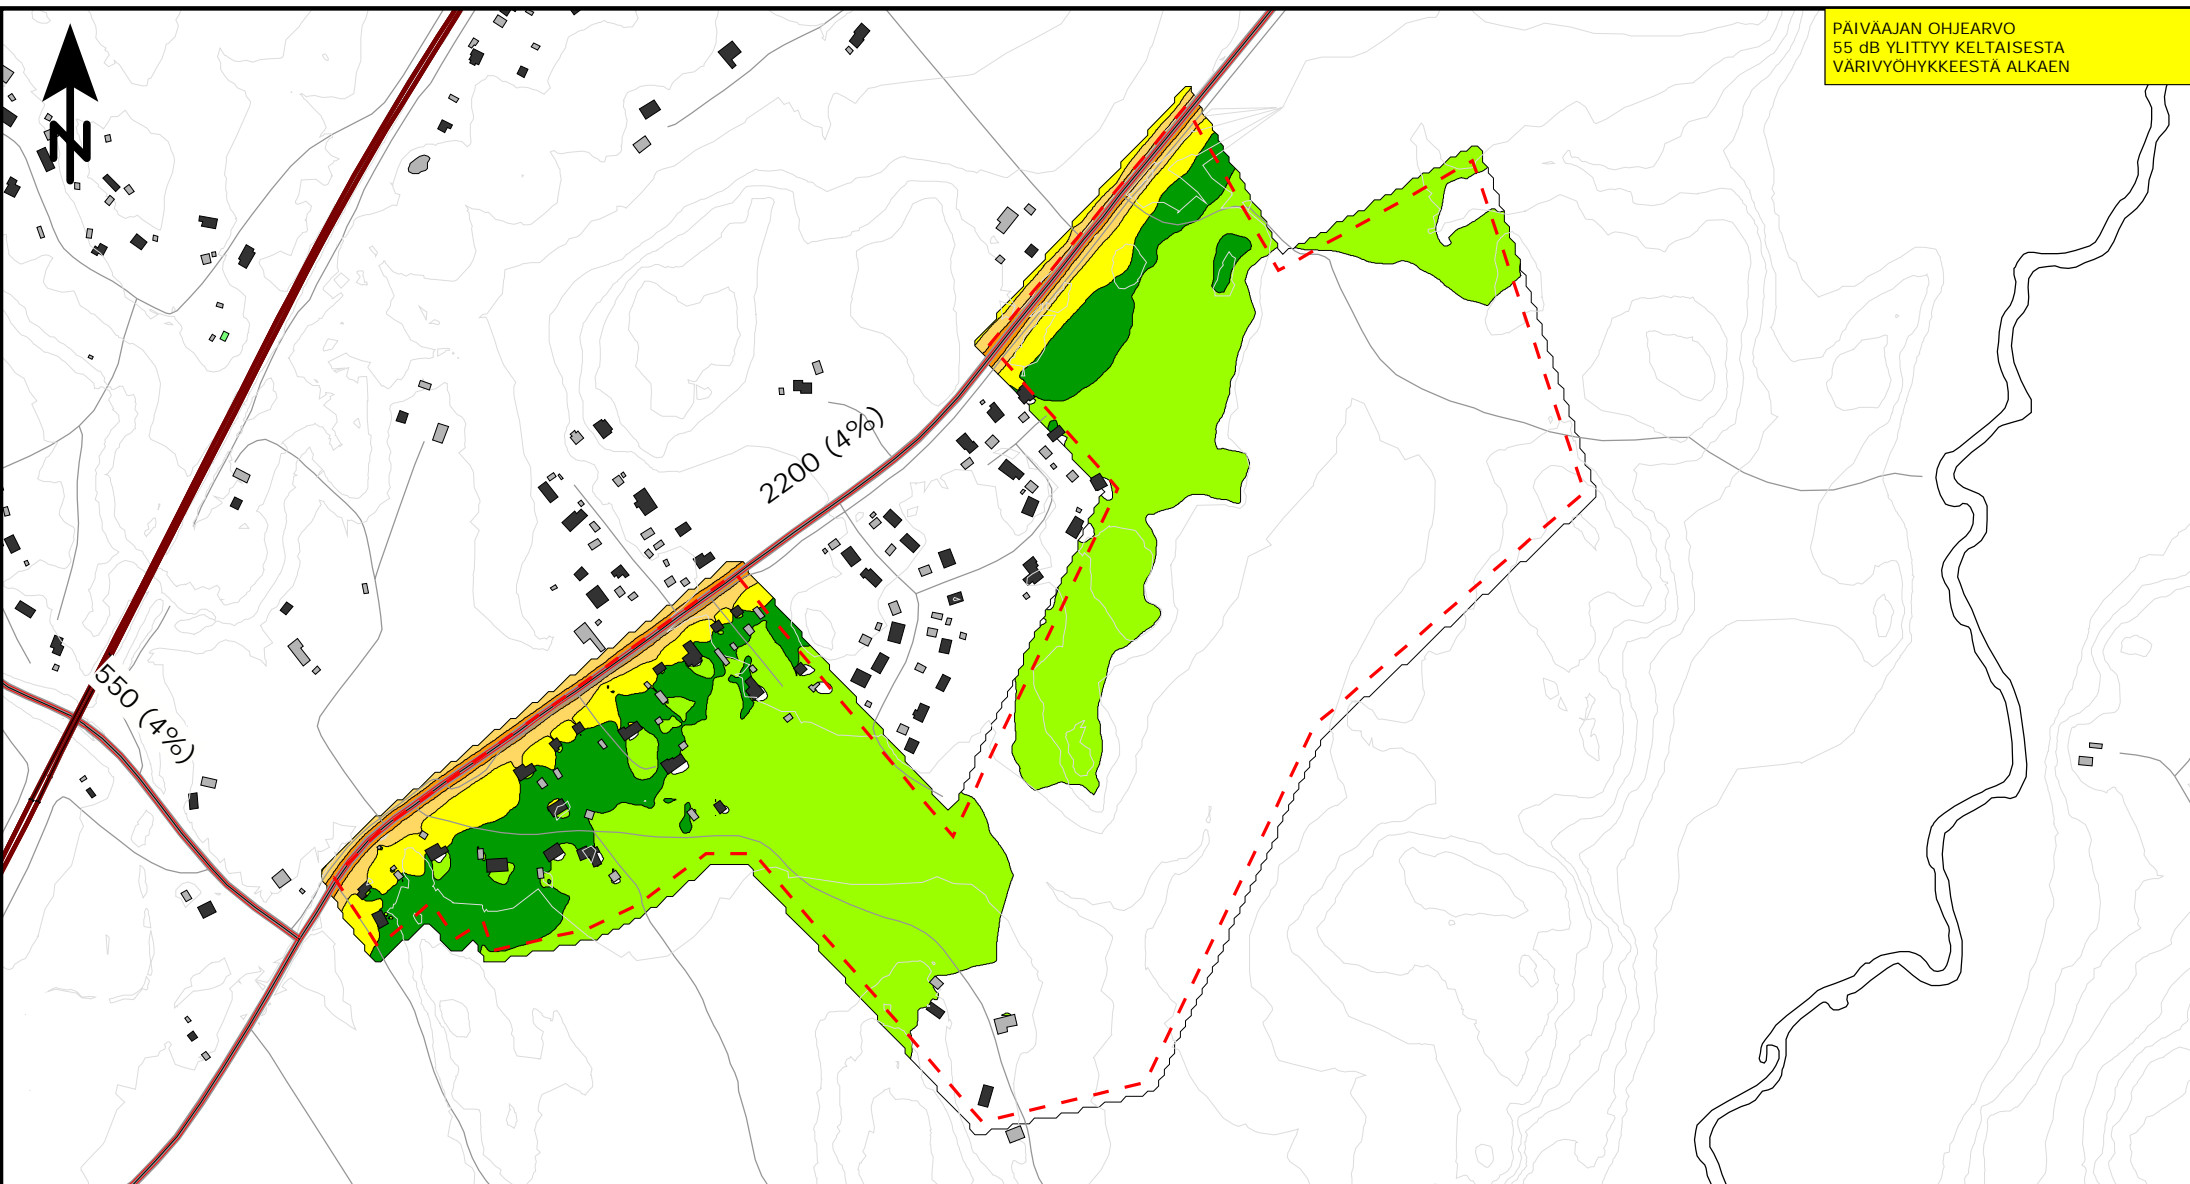 PÄIVÄAJAN OHJEARVO
55 dB YLITTYY KELTAISESTA
VÄRIVYÖHYKKEESTÄ ALKAEN
N
2200 (4%)
550 (4%)